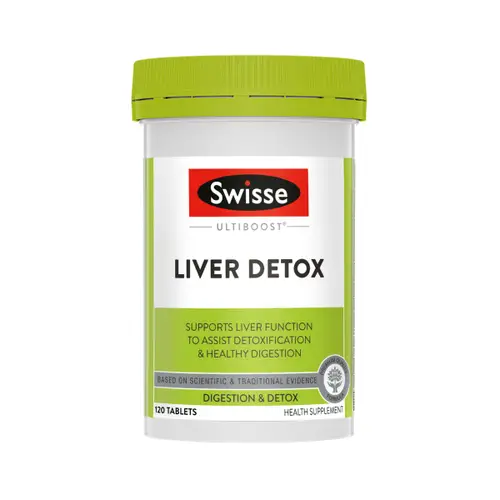 Swisse
ULTIBOOST®
LIVER DETOX
SUPPORTS LIVER FUNCTION
TO ASSIST DETOXIFICATION
& HEALTHY DIGESTION
BASED ON SCIENTIFIC & TRADITIONAL EVIDENCE
DIGESTION & DETOX
120 TABLETS
HEALTH SUPPLEMENT